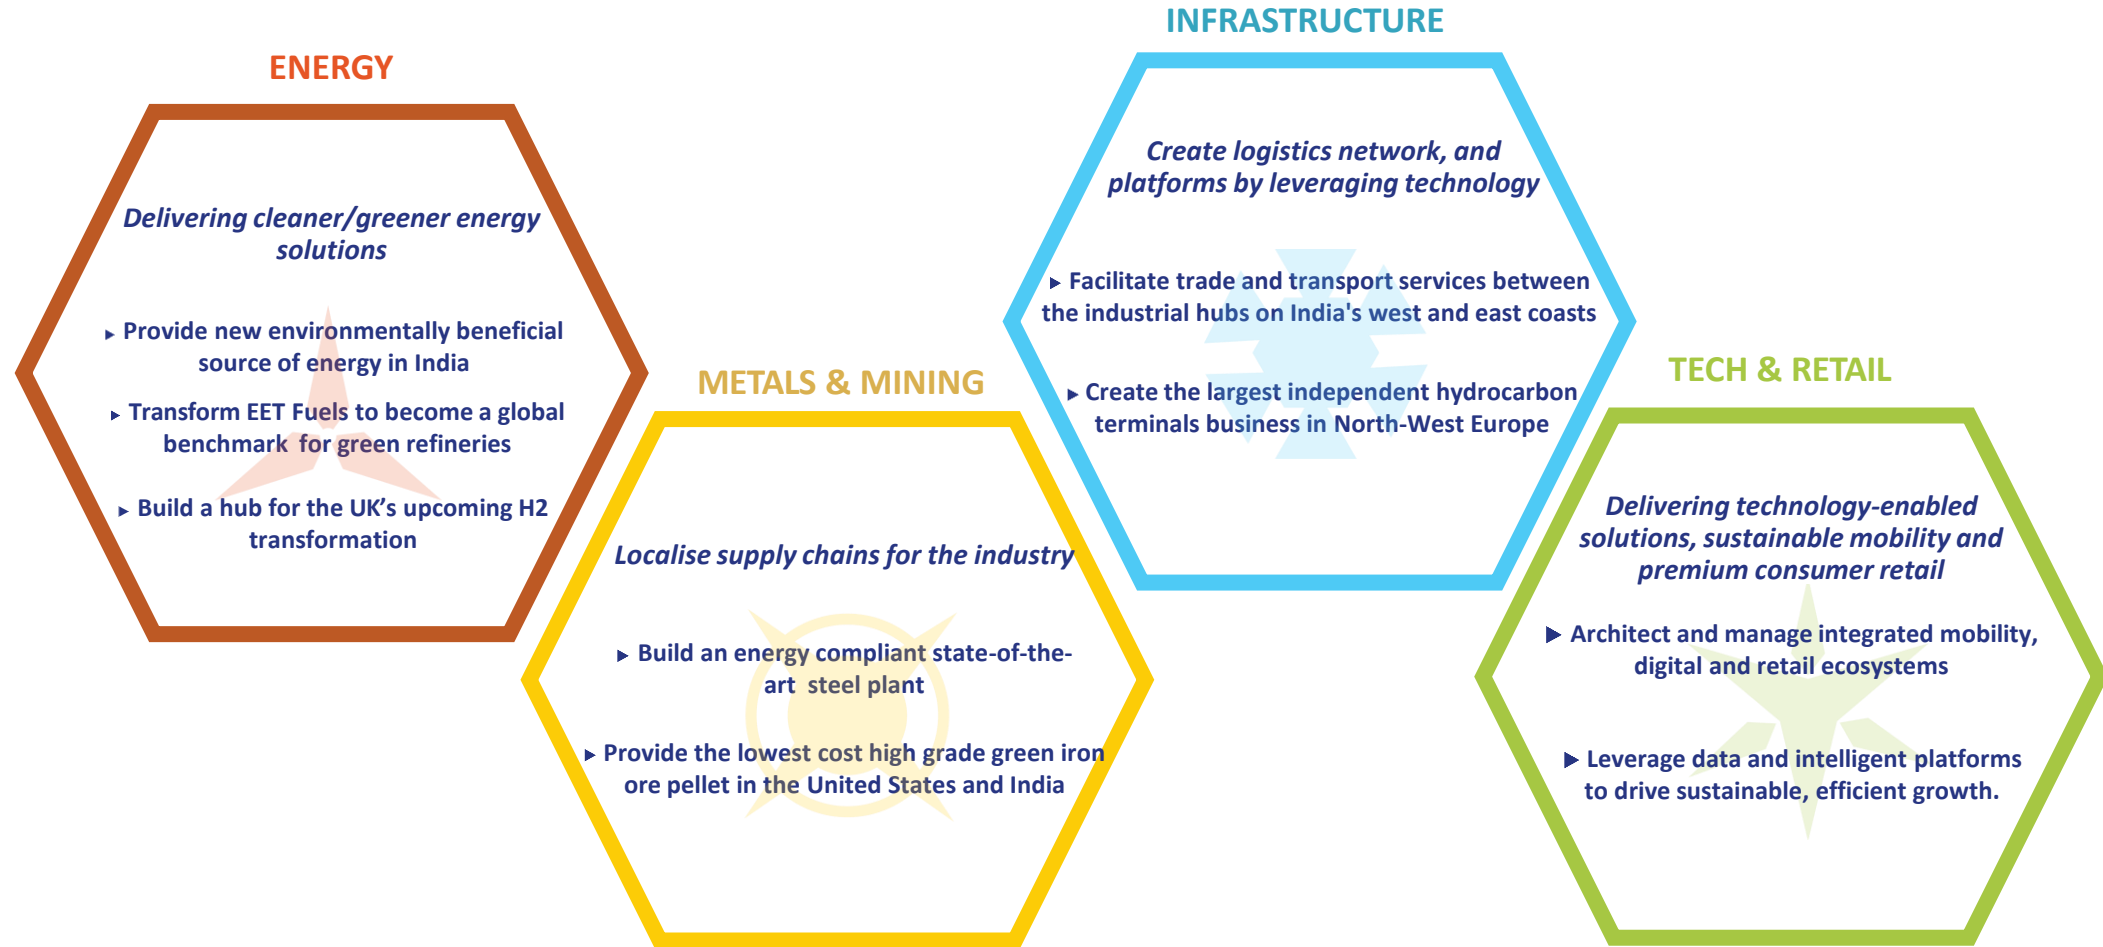 ENERGY
Delivering cleaner/greener energy
solutions
▸ Provide new environmentally beneficial
source of energy in India
▸ Transform EET Fuels to become a global
benchmark for green refineries
▸ Build a hub for the UK’s upcoming H2
transformation
METALS & MINING
Localise supply chains for the industry
▸ Build an energy compliant state-of-the-
art steel plant
▸ Provide the lowest cost high grade green iron
ore pellet in the United States and India
INFRASTRUCTURE
Create logistics network, and
platforms by leveraging technology
▸ Facilitate trade and transport services between
the industrial hubs on India's west and east coasts
▸ Create the largest independent hydrocarbon
terminals business in North-West Europe
TECH & RETAIL
Delivering technology-enabled
solutions, sustainable mobility and
premium consumer retail
▸ Architect and manage integrated mobility,
digital and retail ecosystems
▸ Leverage data and intelligent platforms
to drive sustainable, efficient growth.